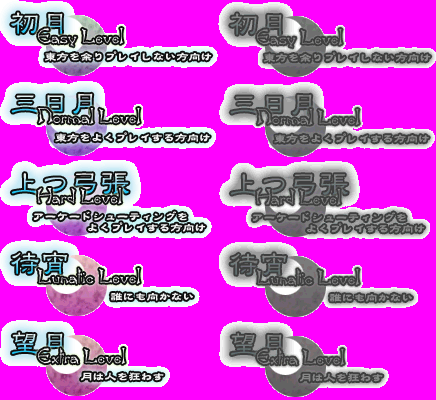 初月 初月
Easy Level Easy Level
東方を余りプレイしない方向け 東方を余りプレイしない方向け
三日月 三日月
Normal Level Normal Level
東方をよくプレイする方向け 東方をよくプレイする方向け
上つ弓張 上つ弓張
Hard Level Hard Level
アーケードシューティングを アーケードシューティングを
よくプレイする方向け よくプレイする方向け
待宵 待宵
Lunatic Level Lunatic Level
誰にも向かない 誰にも向かない
望月 望月
Extra Level Extra Level
月は人を狂わす 月は人を狂わす